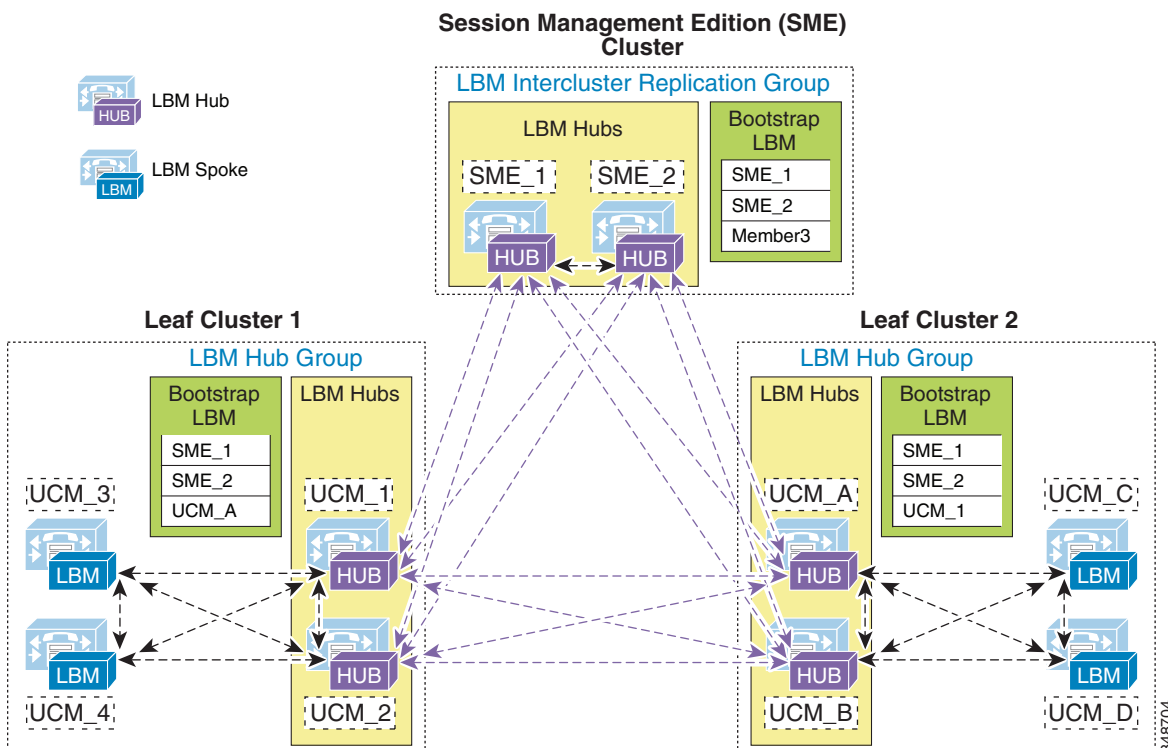 Session Management Edition (SME)
Cluster
LBM Intercluster Replication Group
HUB
LBM Hub
LBM
LBM Spoke
LBM Hubs
SME_1
SME_2
HUB
HUB
Bootstrap
LBM
SME_1
SME_2
Member3
Leaf Cluster 1
LBM Hub Group
Bootstrap
LBM
SME_1
SME_2
UCM_A
LBM Hubs
UCM_3
UCM_1
LBM
HUB
LBM
HUB
UCM_4
UCM_2
Leaf Cluster 2
LBM Hub Group
LBM Hubs
Bootstrap
LBM
SME_1
SME_2
UCM_1
UCM_A
UCM_C
HUB
LBM
HUB
LBM
UCM_B
UCM_D
348704